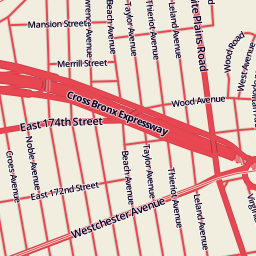 Mansion Street
Lawrence Avenue
Beach Avenue
Taylor Avenue
Thieriot Avenue
Leland Avenue
White Plains Road
Wood Road
West Avenue
Merrill Street
Cross Bronx Expressway
Wood Avenue
East 174th Street
Croes Avenue
Noble Avenue
East 172nd Street
Beach Avenue
Taylor Avenue
Thieriot Avenue
Leland Avenue
Westchester Avenue